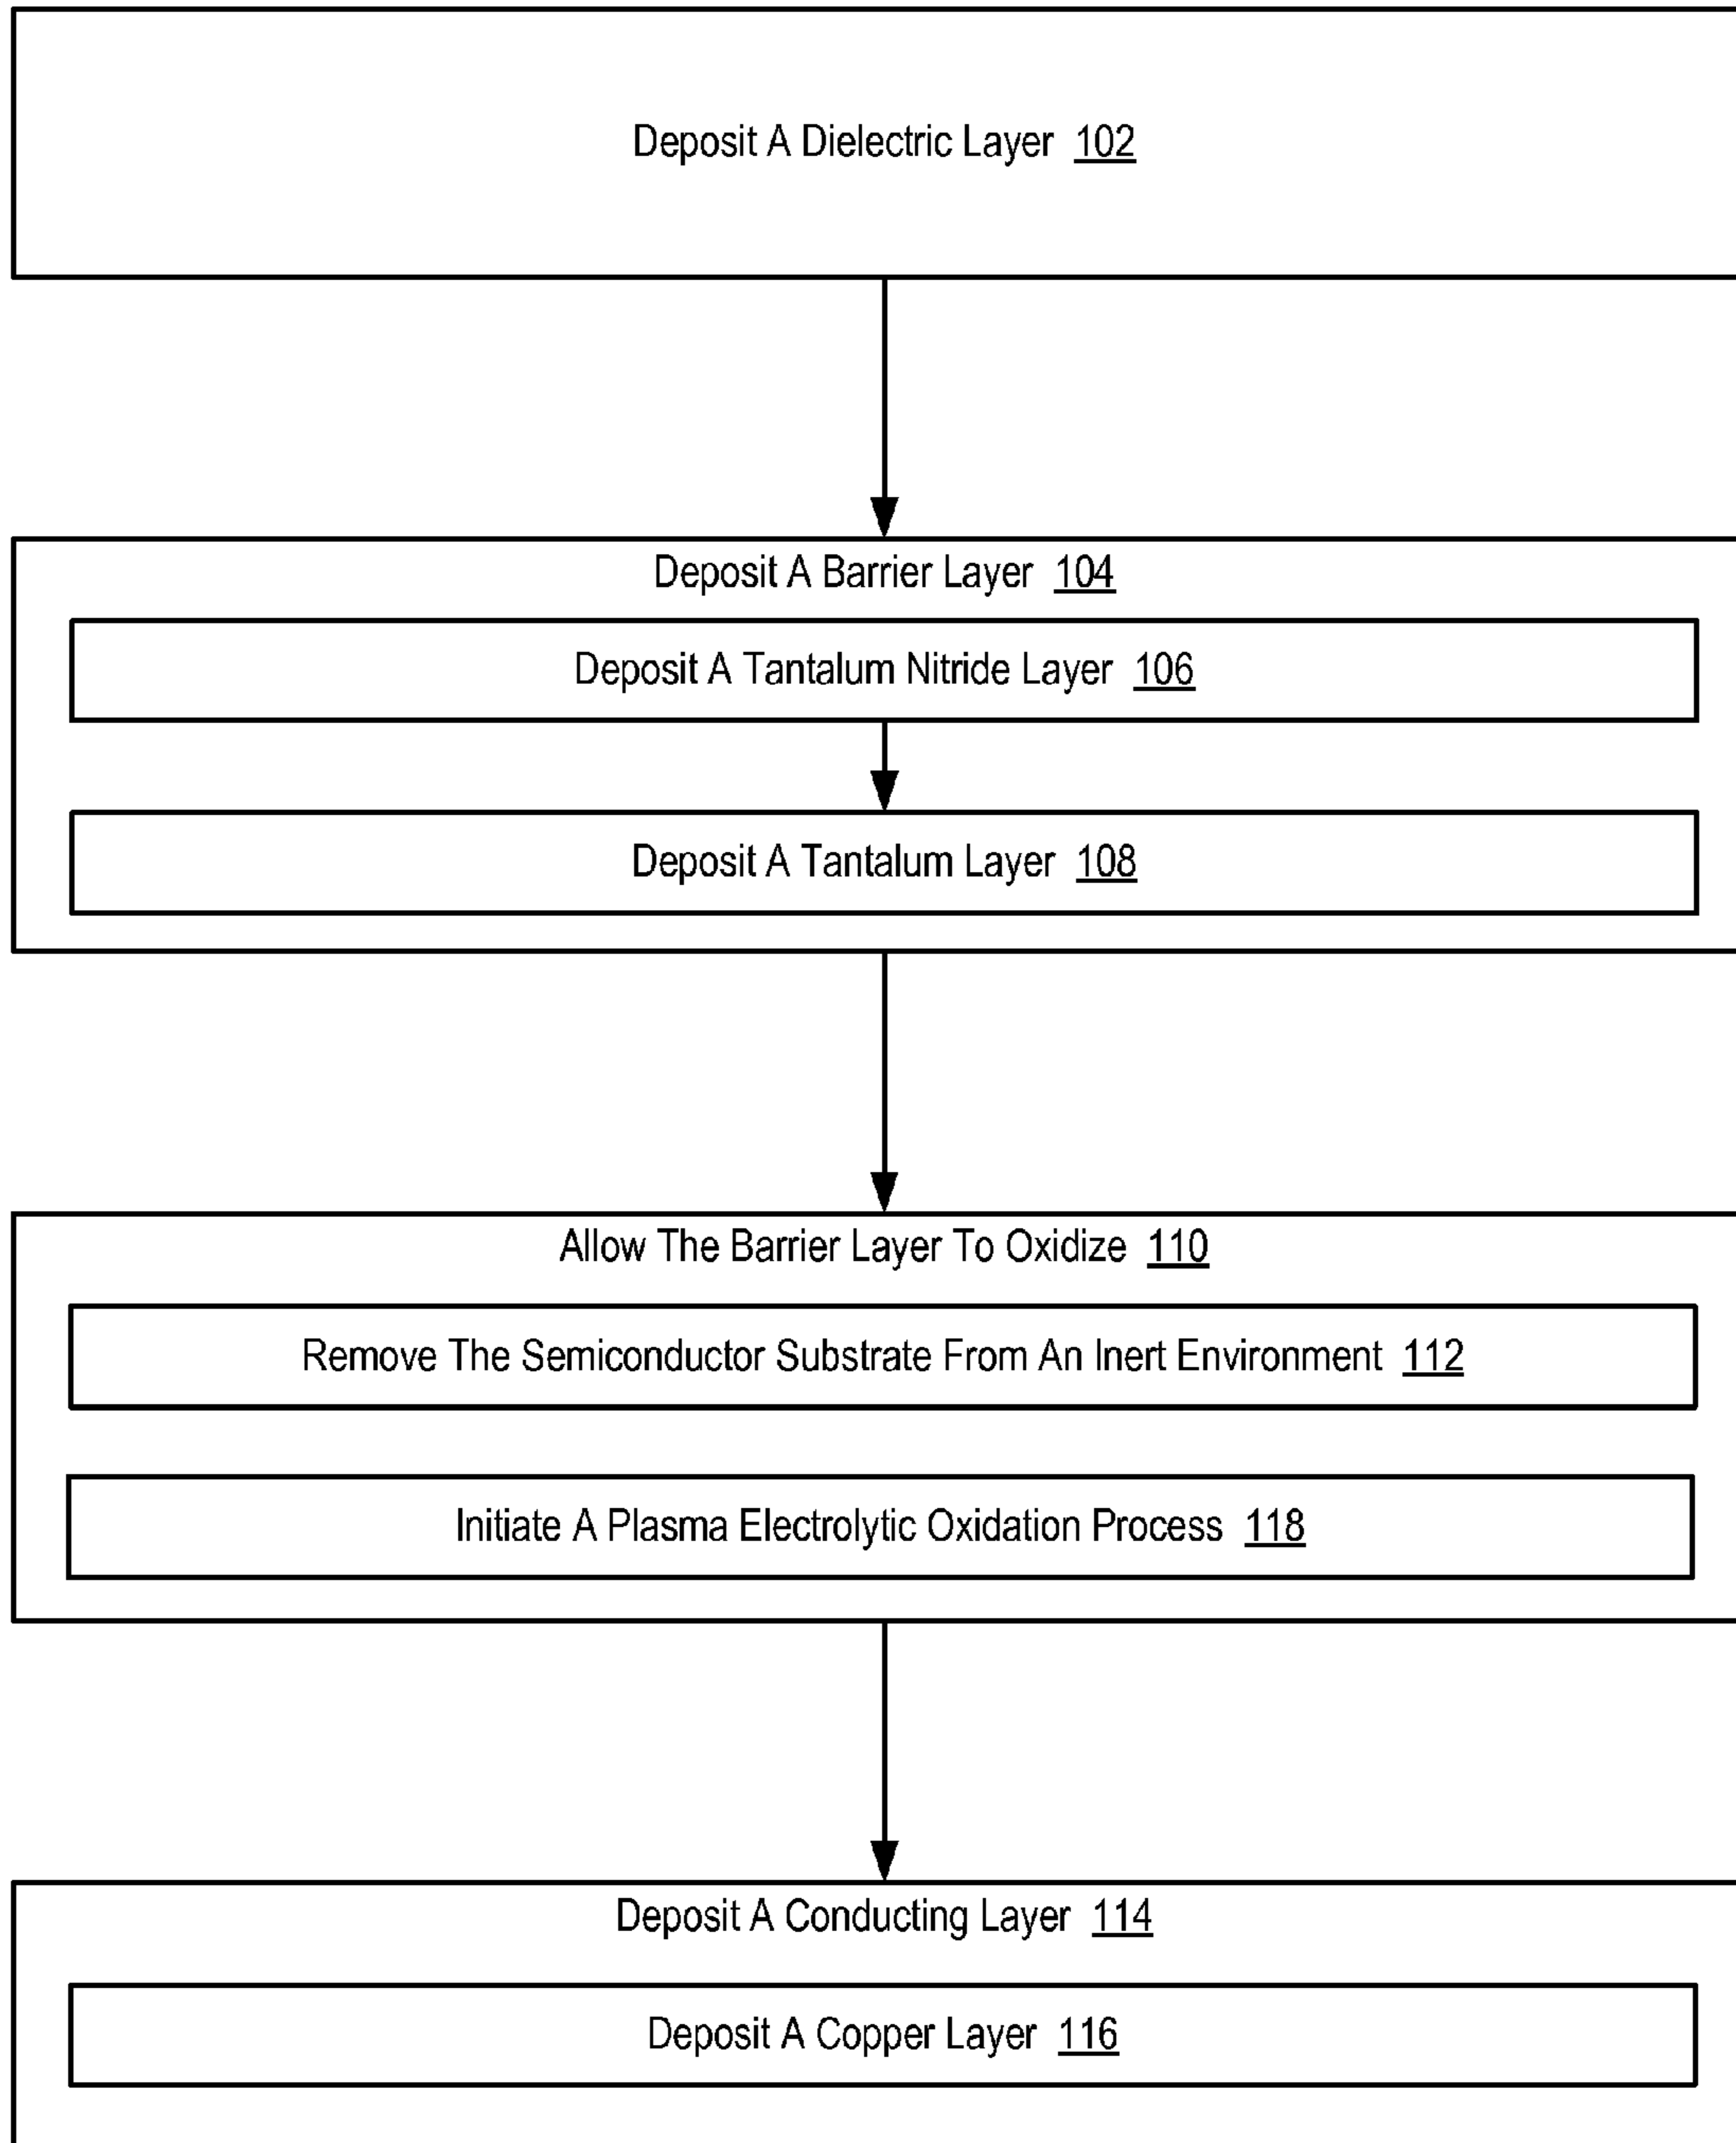 Deposit A Dielectric Layer 102
Deposit A Barrier Layer 104
Deposit A Tantalum Nitride Layer 106
Deposit A Tantalum Layer 108
Allow The Barrier Layer To Oxidize 110
Remove The Semiconductor Substrate From An Inert Environment 112
Initiate A Plasma Electrolytic Oxidation Process 118
Deposit A Conducting Layer 114
Deposit A Copper Layer 116